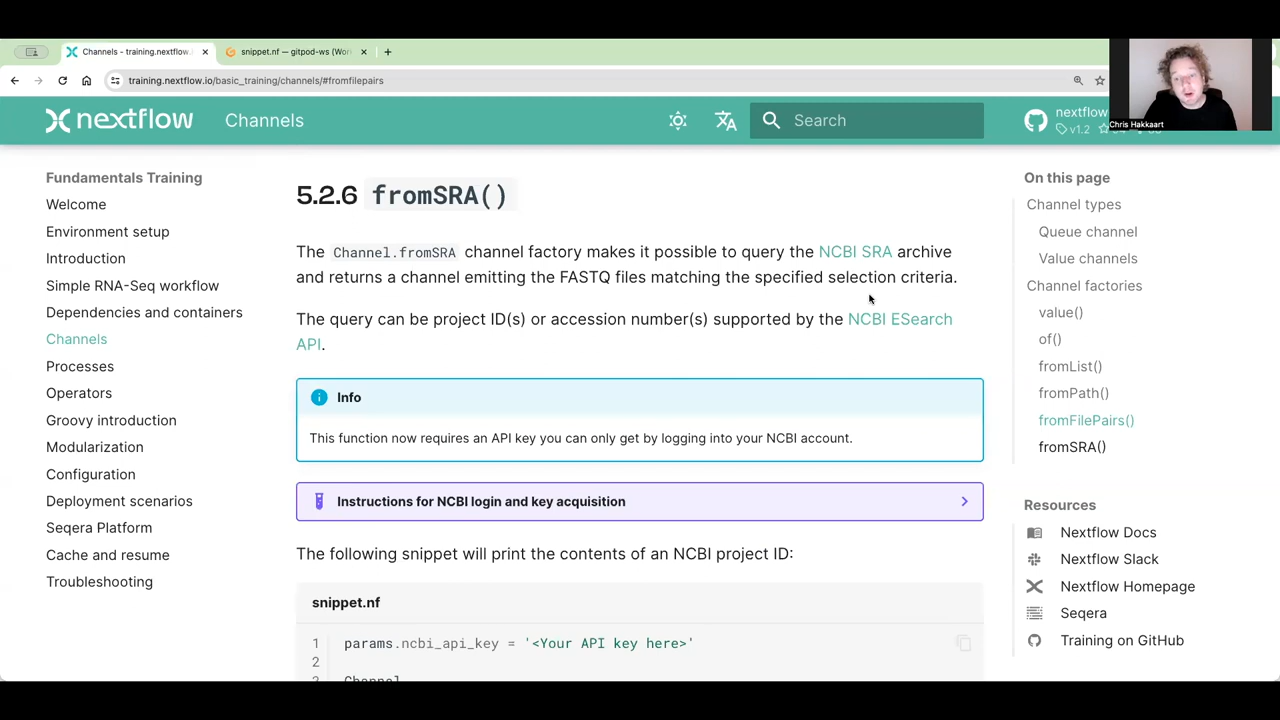 Channels - training.nextflow.
snippet.nf — gitpod-ws (Wor
training.nextflow.io/basic_training/channels/#fromfilepairs
nextflow
Channels
Search
nextflow
v1.2
Chris Hakkaart
Fundamentals Training
Welcome
Environment setup
Introduction
Simple RNA-Seq workflow
Dependencies and containers
Channels
Processes
Operators
Groovy introduction
Modularization
Configuration
Deployment scenarios
Seqera Platform
Cache and resume
Troubleshooting
5.2.6 fromSRA()
The Channel.fromSRA channel factory makes it possible to query the NCBI SRA archive
and returns a channel emitting the FASTQ files matching the specified selection criteria.
The query can be project ID(s) or accession number(s) supported by the NCBI ESearch
API.
Info
This function now requires an API key you can only get by logging into your NCBI account.
Instructions for NCBI login and key acquisition
The following snippet will print the contents of an NCBI project ID:
snippet.nf
1 params.ncbi_api_key = '<Your API key here>'
2
3 Channel
On this page
Channel types
Queue channel
Value channels
Channel factories
value()
of()
fromList()
fromPath()
fromFilePairs()
fromSRA()
Resources
Nextflow Docs
Nextflow Slack
Nextflow Homepage
Seqera
Training on GitHub